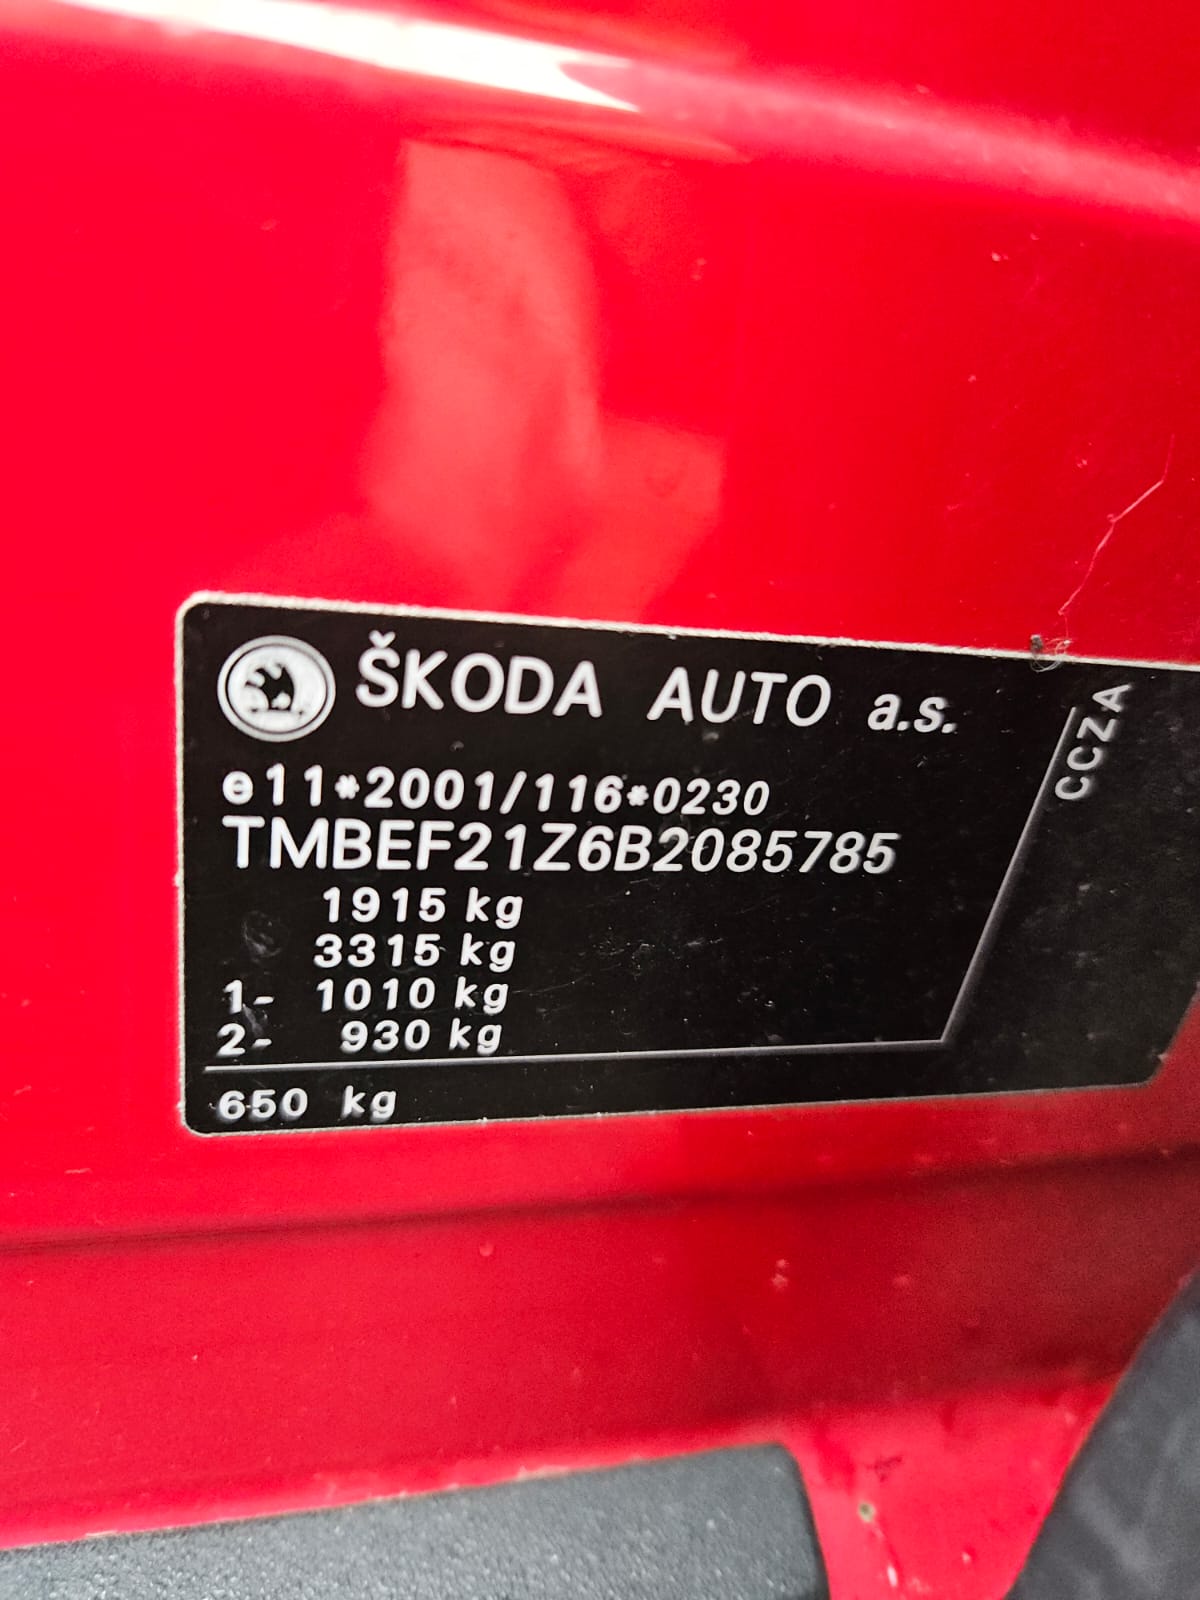 ŠKODA AUTO a.s.
CCZA
e11*2001/116*0230
TMBEF21Z6B2085785
1915 kg
3315 kg
1- 1010 kg
2- 930 kg
650 kg